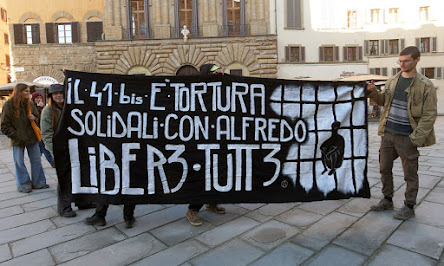 iL 41-bis-È TORTURA
SOLiDALi·CON·ALFREDO
LiBER3·TUTT3